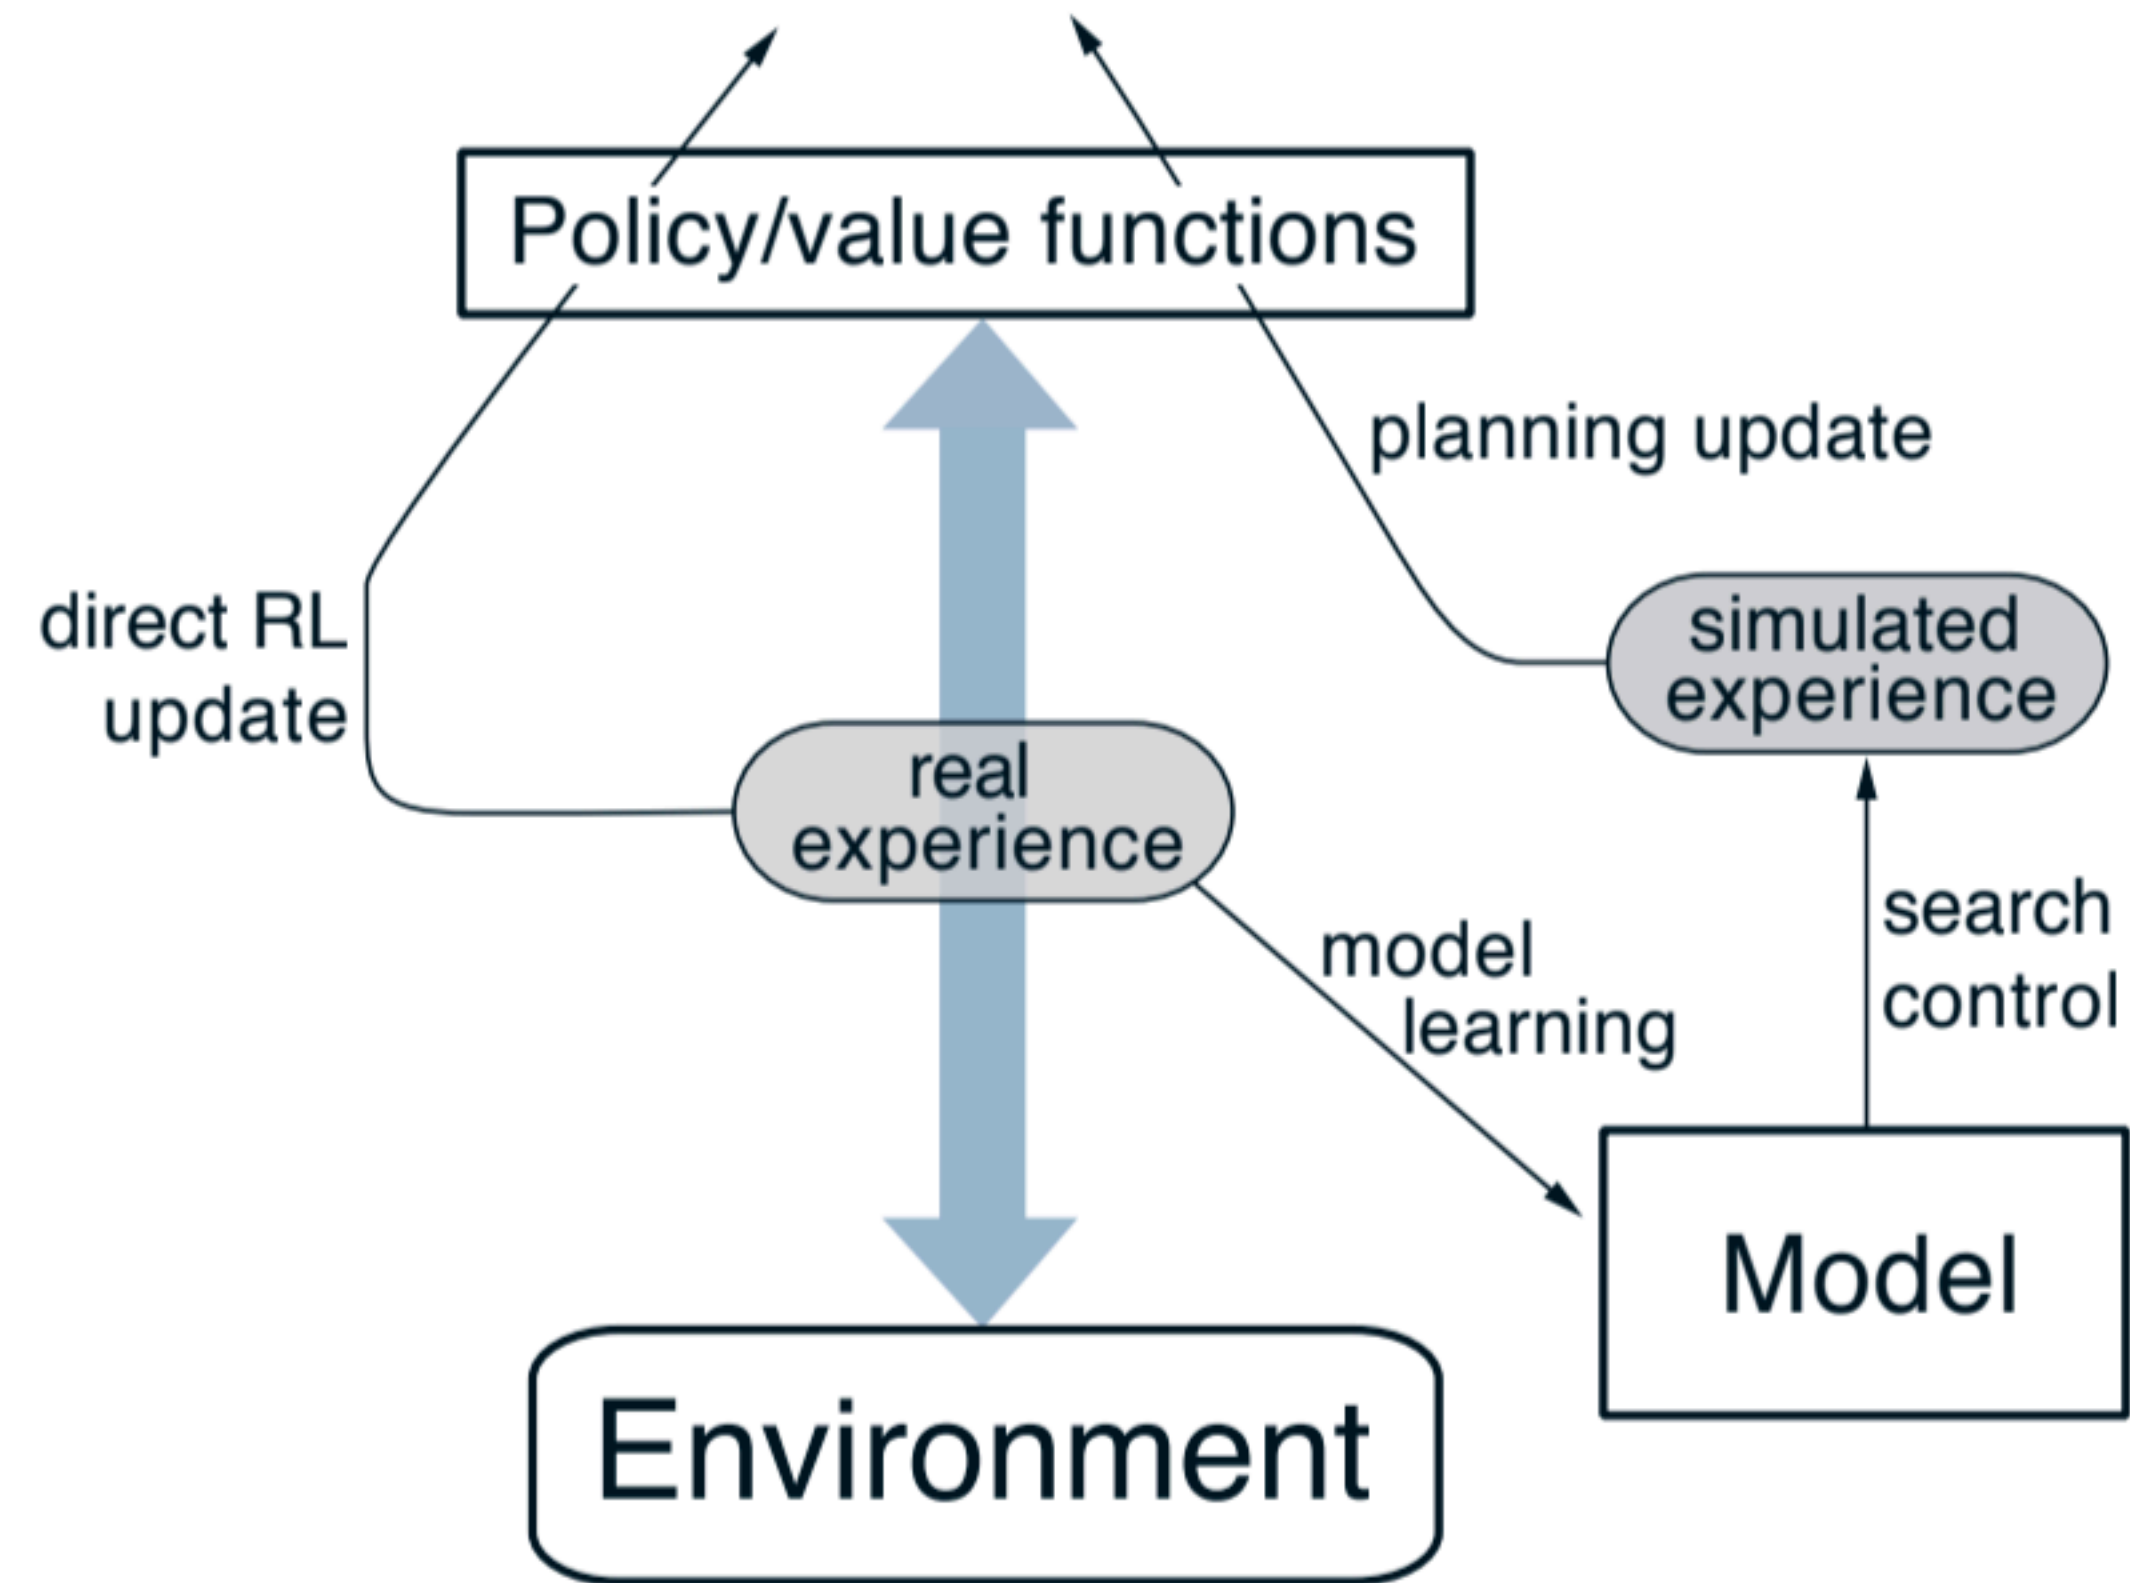 Policy/value functions
planning update
direct RL
update
simulated
experience
real
experience
model
learning
search
control
Model
Environment